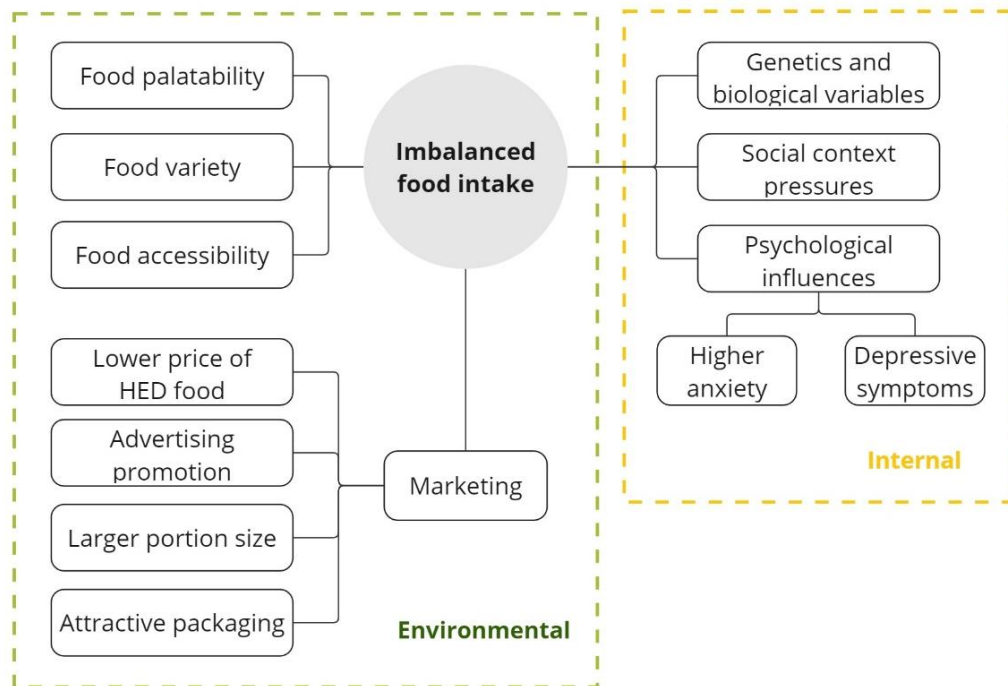 Food palatability
Food variety
Food accessibility
Imbalanced
food intake
Lower price of
HED food
Advertising
promotion
Larger portion size
Attractive packaging
Marketing
Environmental
Genetics and
biological variables
Social context
pressures
Psychological
influences
Higher
anxiety
Depressive
symptoms
Internal